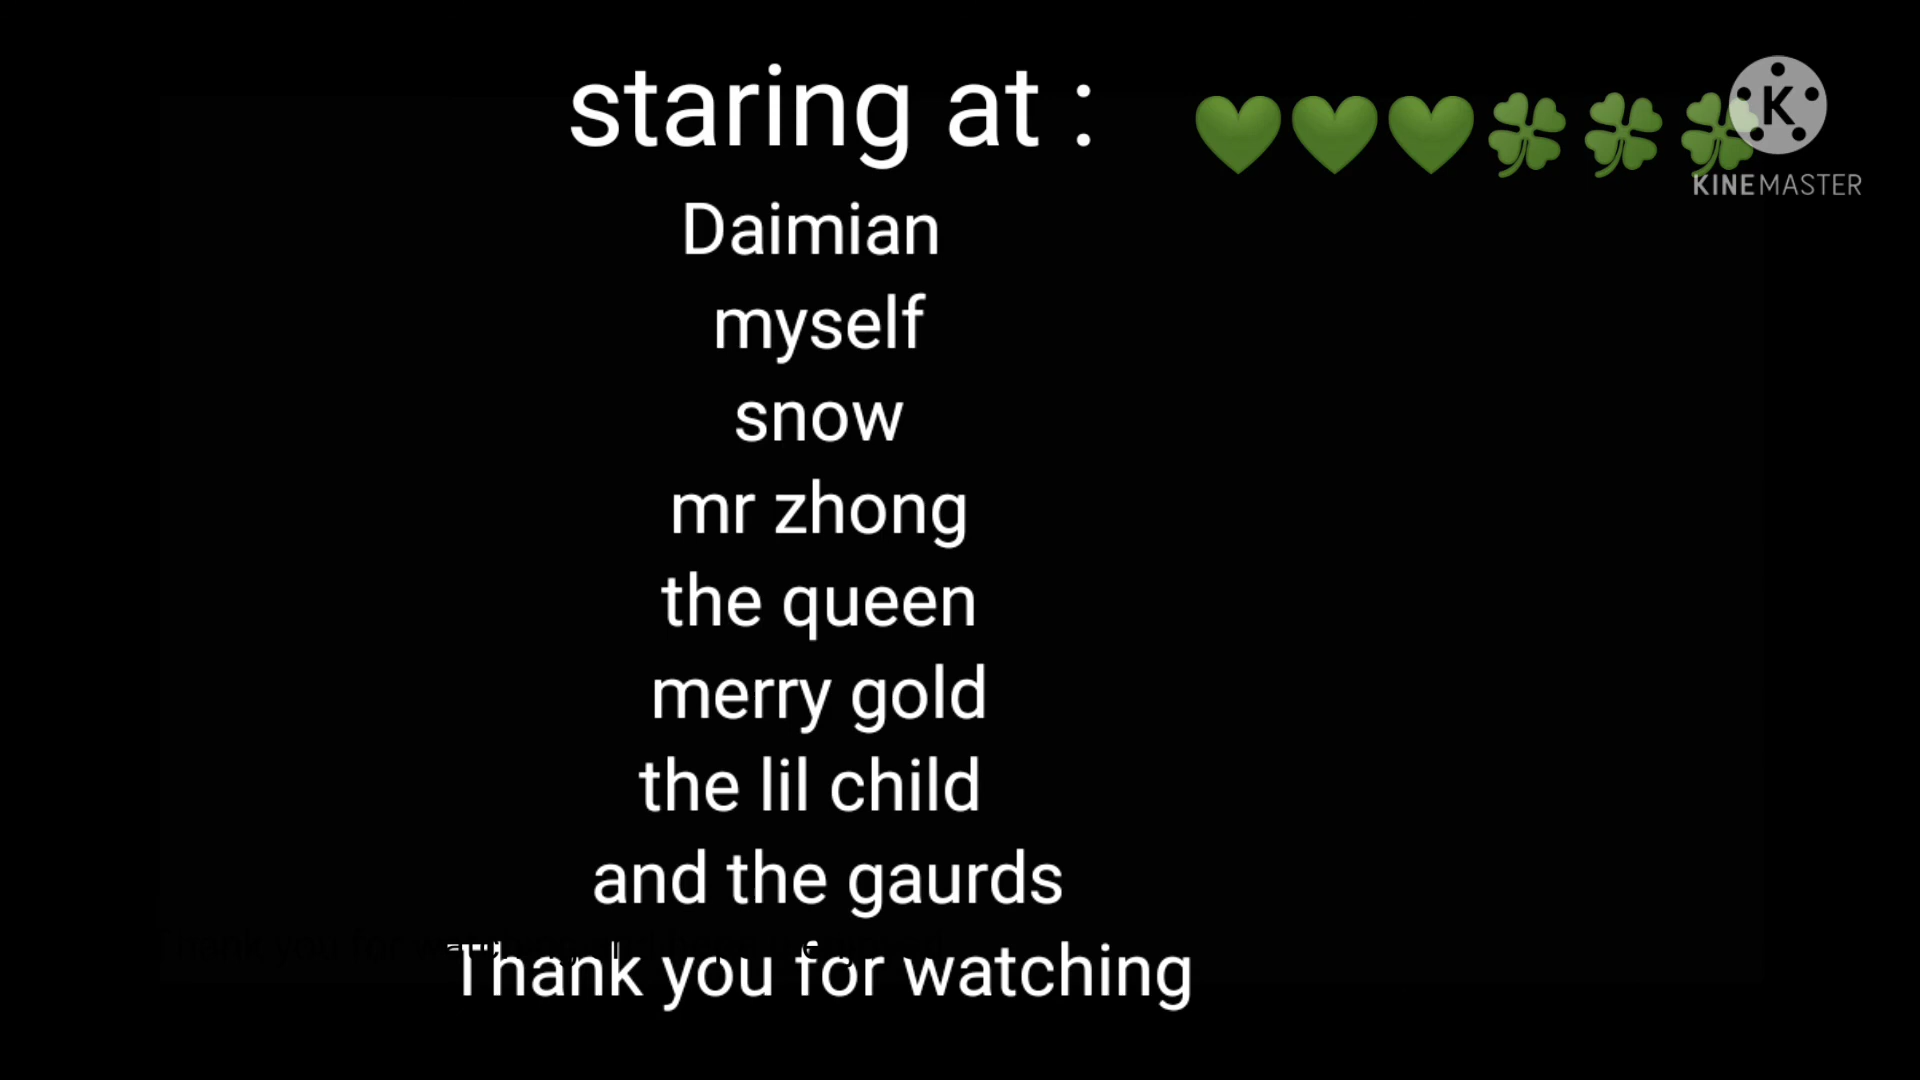 staring at : 💚💚💚🍀🍀🍀
KINEMASTER
Daimian
myself
snow
mr zhong
the queen
merry gold
the lil child
and the gaurds
Thank you for watching